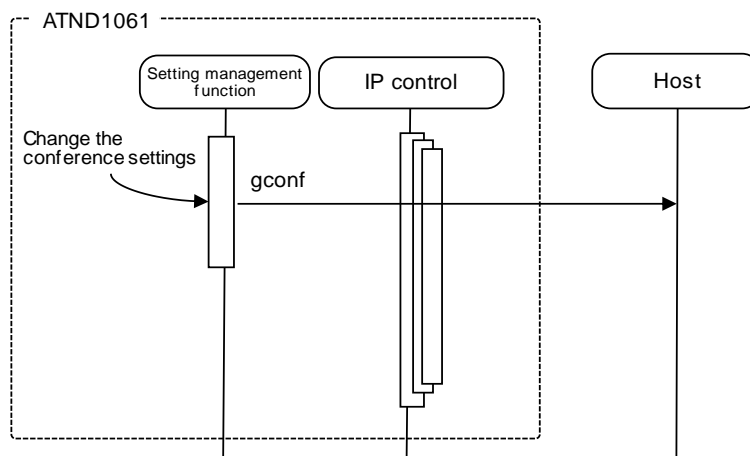 ATND1061
Setting management
function
IP control
Host
Change the
conference settings
gconf